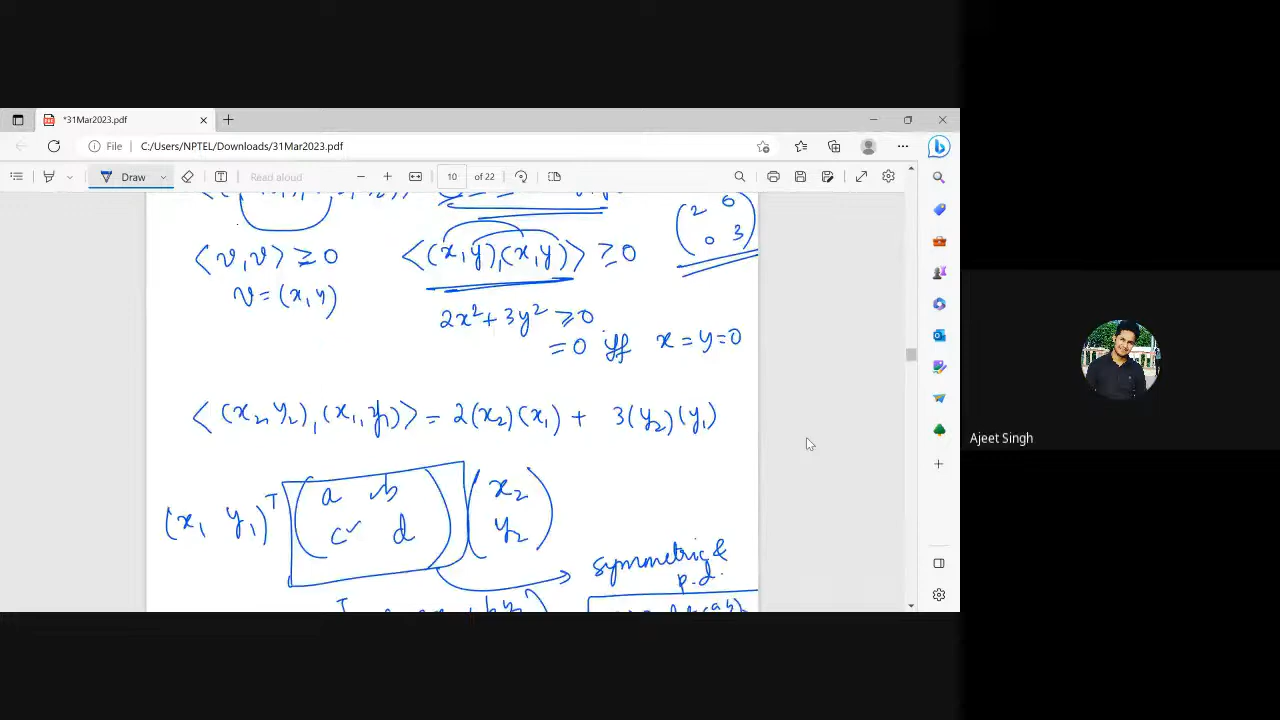 *31Mar2023.pdf
File C:/Users/NPTEL/Downloads/31Mar2023.pdf
Draw Read aloud 10 of 22
(2 0
0 3)
⟨v,v⟩ ≥ 0 ⟨(x,y),(x,y)⟩ ≥ 0
v = (x,y)
2x² + 3y² ≥ 0
= 0 iff x = y = 0
⟨(x₂,y₂),(x₁,y₁)⟩ = 2(x₂)(x₁) + 3(y₂)(y₁)
(x₁ y₁)ᵀ (a b
c d) (x₂
y₂)
symmetric &
p.d.
Ajeet Singh